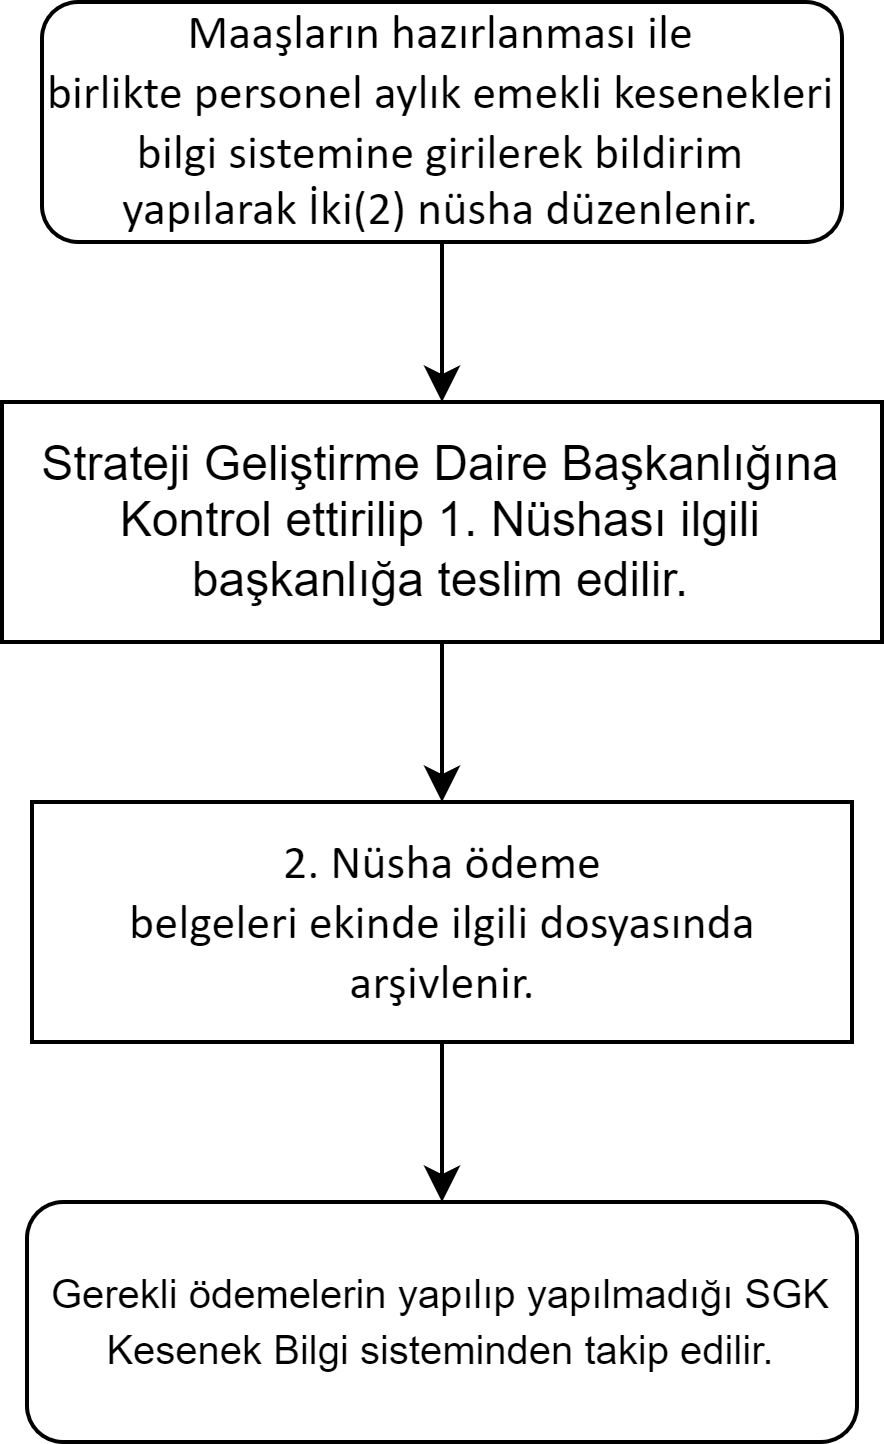 Maaşların hazırlanması ile
birlikte personel aylık emekli kesenekleri
bilgi sistemine girilerek bildirim
yapılarak İki(2) nüsha düzenlenir.
Strateji Geliştirme Daire Başkanlığına
Kontrol ettirilip 1. Nüshası ilgili
başkanlığa teslim edilir.
2. Nüsha ödeme
belgeleri ekinde ilgili dosyasında
arşivlenir.
Gerekli ödemelerin yapılıp yapılmadığı SGK
Kesenek Bilgi sisteminden takip edilir.